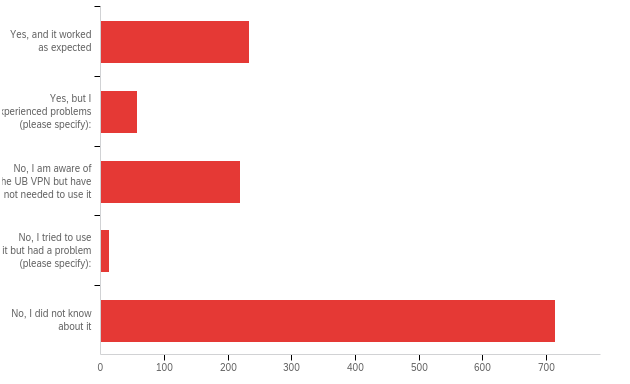 Yes, and it worked
as expected
Yes, but I
xperienced problems
(please specify):
No, I am aware of
he UB VPN but have
not needed to use it
No, I tried to use
it but had a problem
(please specify):
No, I did not know
about it
0 100 200 300 400 500 600 700